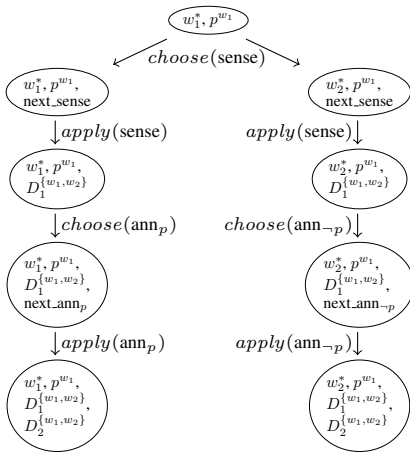 w₁*, p^{w₁}
choose(sense)
w₁*, p^{w₁},
next_sense
w₂*, p^{w₁},
next_sense
apply(sense)
apply(sense)
w₁*, p^{w₁},
D₁^{{w₁,w₂}}
w₂*, p^{w₁},
D₁^{{w₁,w₂}}
choose(ann_p)
choose(ann_{¬p})
w₁*, p^{w₁},
D₁^{{w₁,w₂}},
next_ann_p
w₂*, p^{w₁},
D₁^{{w₁,w₂}},
next_ann_{¬p}
apply(ann_p)
apply(ann_{¬p})
w₁*, p^{w₁},
D₁^{{w₁,w₂}},
D₂^{{w₁,w₂}}
w₂*, p^{w₁},
D₁^{{w₁,w₂}},
D₂^{{w₁,w₂}}